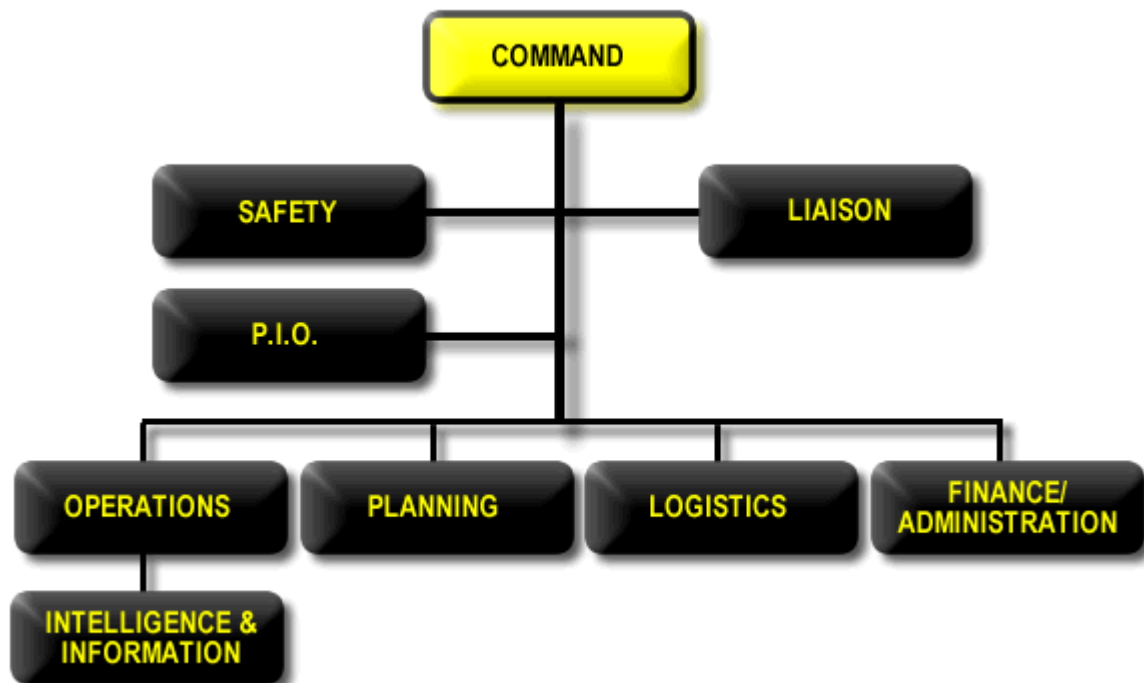 COMMAND
SAFETY
LIAISON
P.I.O.
OPERATIONS
PLANNING
LOGISTICS
FINANCE/
ADMINISTRATION
INTELLIGENCE &
INFORMATION